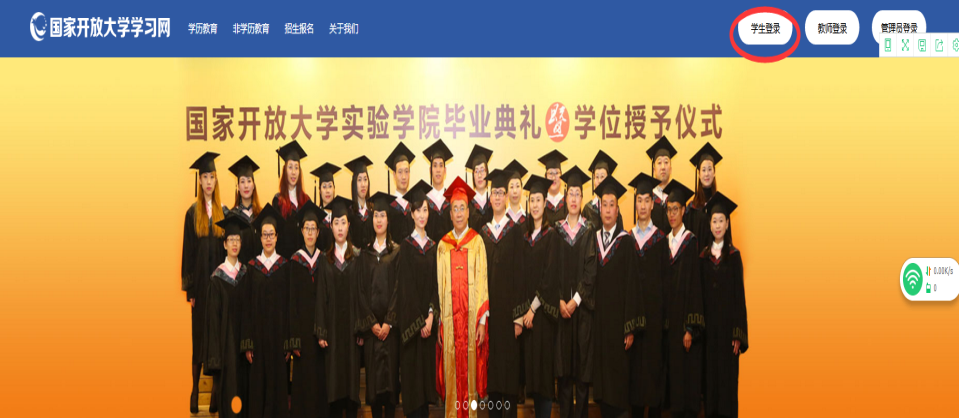 国家开放大学学习网 学历教育 非学历教育 招生报名 关于我们 学生登录 教师登录 管理员登录
国家开放大学实验学院毕业典礼暨学位授予仪式
0.00K/s
0